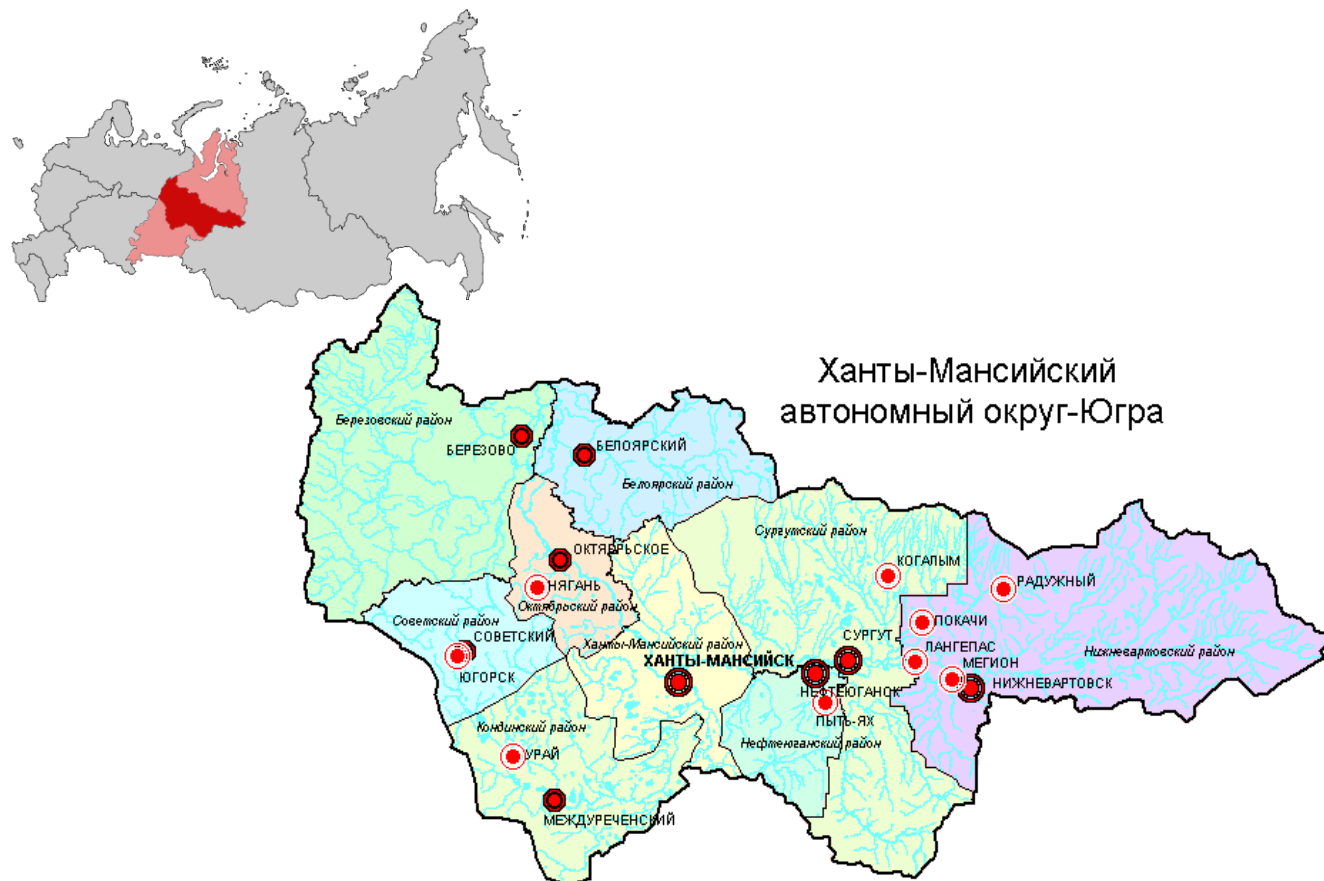 Ханты-Мансийский
автономный округ-Югра
Березовский район
БЕРЕЗОВО
БЕЛОЯРСКИЙ
Белоярский район
Сургутский район
ОКТЯБРЬСКОЕ
КОГАЛЫМ
НЯГАНЬ
РАДУЖНЫЙ
Октябрьский район
Советский район
ПОКАЧИ
СОВЕТСКИЙ
Ханты-Мансийский район
СУРГУТ
Нижневартовский район
ХАНТЫ-МАНСИЙСК
ЛАНГЕПАС
МЕГИОН
ЮГОРСК
НИЖНЕВАРТОВСК
НЕФТЕЮГАНСК
ПЫТЬ-ЯХ
Кондинский район
Нефтеюганский район
УРАЙ
МЕЖДУРЕЧЕНСКИЙ